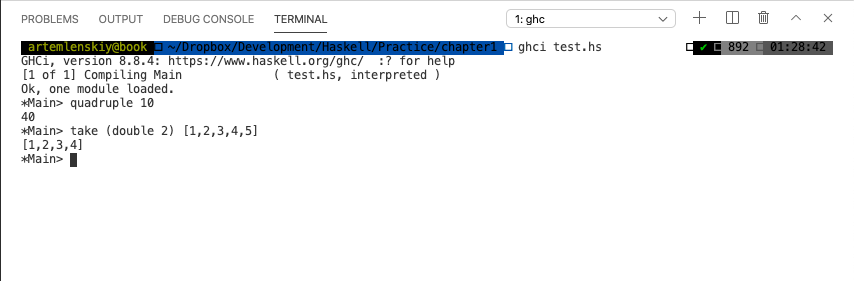 PROBLEMS OUTPUT DEBUG CONSOLE TERMINAL 1: ghc
artemlenskiy@book ~/Dropbox/Development/Haskell/Practice/chapter1 ghci test.hs ✔ 892 01:28:42
GHCi, version 8.8.4: https://www.haskell.org/ghc/  :? for help
[1 of 1] Compiling Main             ( test.hs, interpreted )
Ok, one module loaded.
*Main> quadruple 10
40
*Main> take (double 2) [1,2,3,4,5]
[1,2,3,4]
*Main>